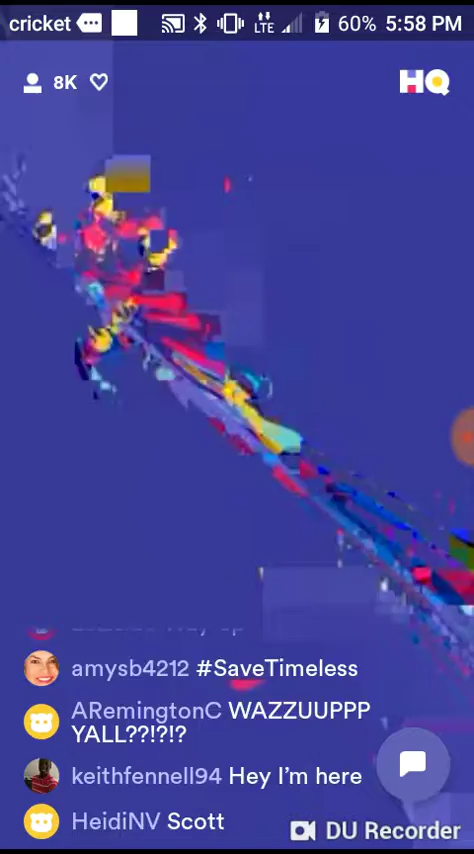 cricket LTE 60% 5:58 PM
8K HQ
amysb4212 #SaveTimeless
ARemingtonC WAZZUUPPP
YALL??!?!?
keithfennell94 Hey I'm here
HeidiNV Scott
DU Recorder